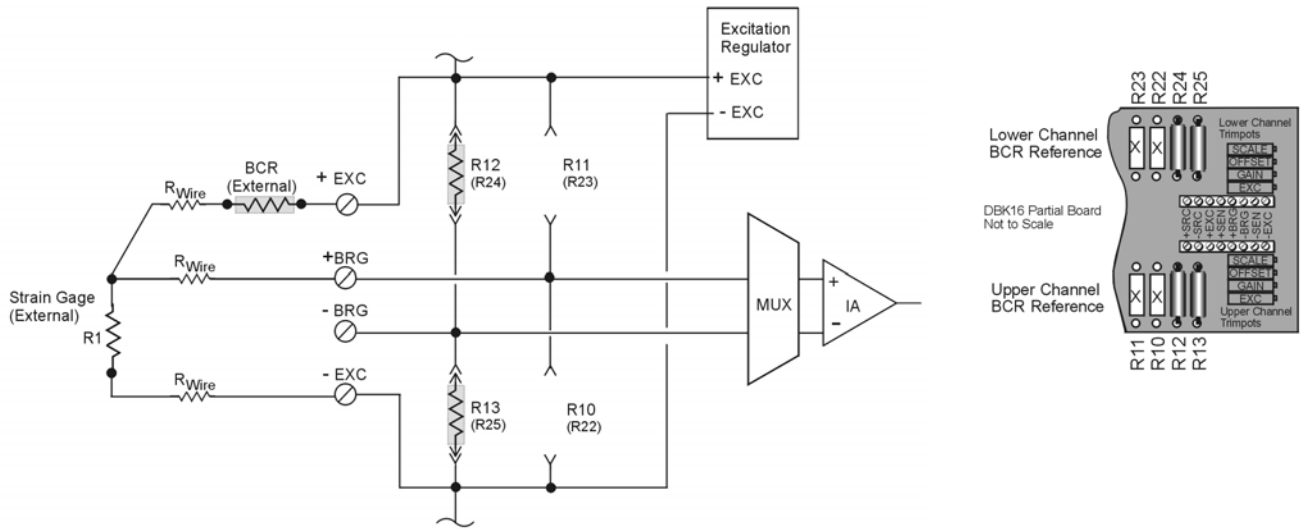 Excitation
Regulator
+ EXC
- EXC
R12
(R24)
R11
(R23)
BCR
(External)
+ EXC
RWire
RWire
+BRG
- BRG
Strain Gage
(External)
R1
RWire
- EXC
R13
(R25)
R10
(R22)
MUX
+
IA
-
R23
R22
R24
R25
Lower Channel
BCR Reference
X
X
Lower Channel
Trimpots
SCALE
OFFSET
GAIN
EXC
DBK16 Partial Board
Not to Scale
+SRC
-SRC
+EXC
+SEN
+BRG
-BRG
-SEN
-EXC
Upper Channel
BCR Reference
X
X
SCALE
OFFSET
GAIN
EXC
Upper Channel
Trimpots
R11
R10
R12
R13